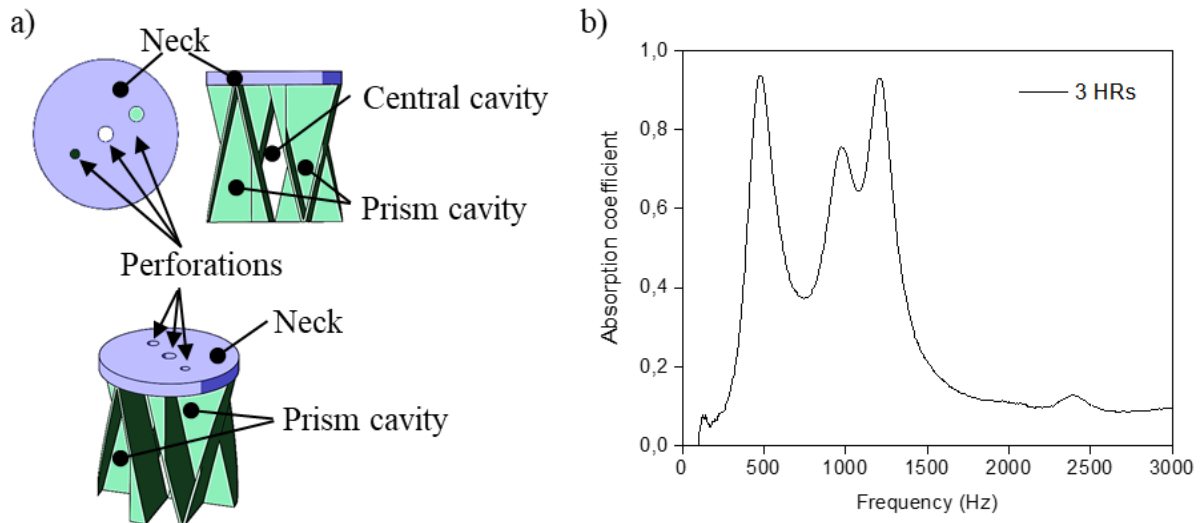 a)
Neck
Central cavity
Prism cavity
Perforations
Neck
Prism cavity
b)
1,0
0,8
0,6
0,4
0,2
0,0
Absorption coefficient
3 HRs
0
500
1000
1500
2000
2500
3000
Frequency (Hz)